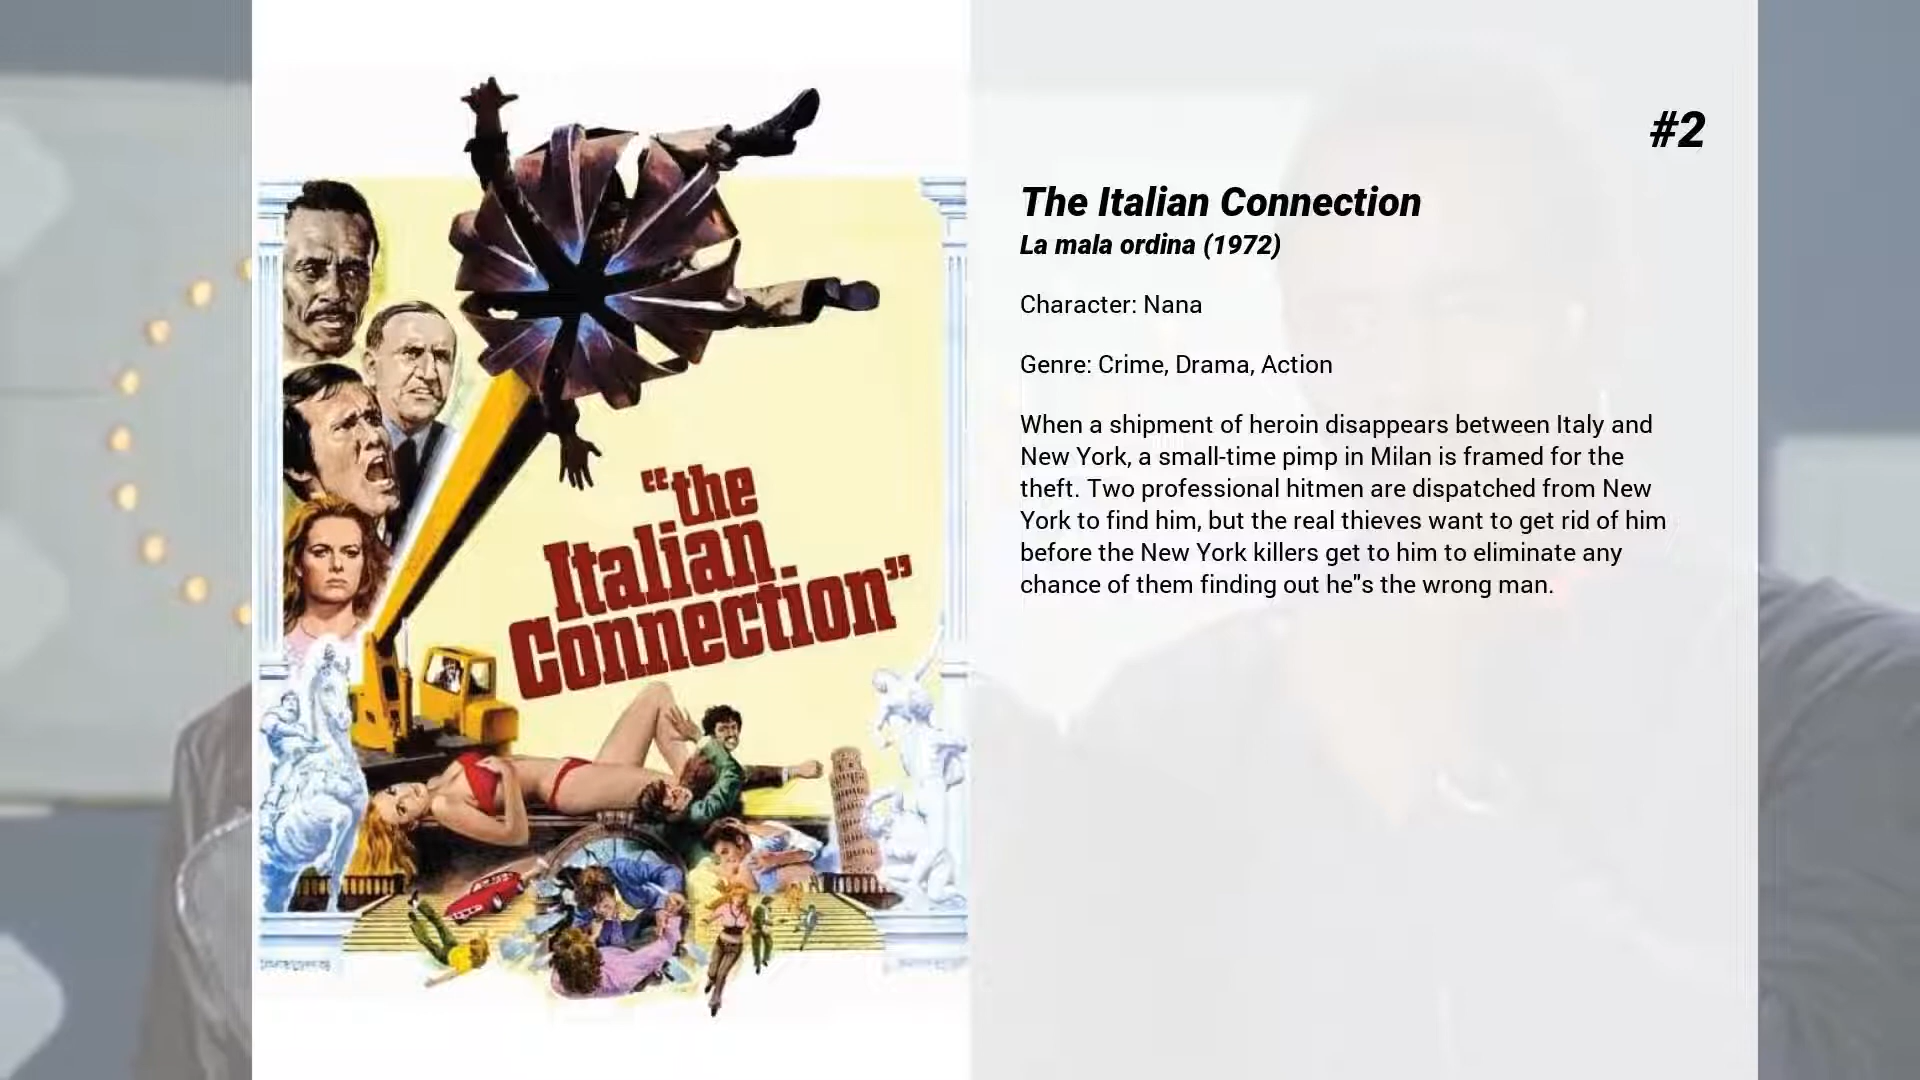 "the
Italian
Connection"
#2
The Italian Connection
La mala ordina (1972)
Character: Nana
Genre: Crime, Drama, Action
When a shipment of heroin disappears between Italy and
New York, a small-time pimp in Milan is framed for the
theft. Two professional hitmen are dispatched from New
York to find him, but the real thieves want to get rid of him
before the New York killers get to him to eliminate any
chance of them finding out he"s the wrong man.